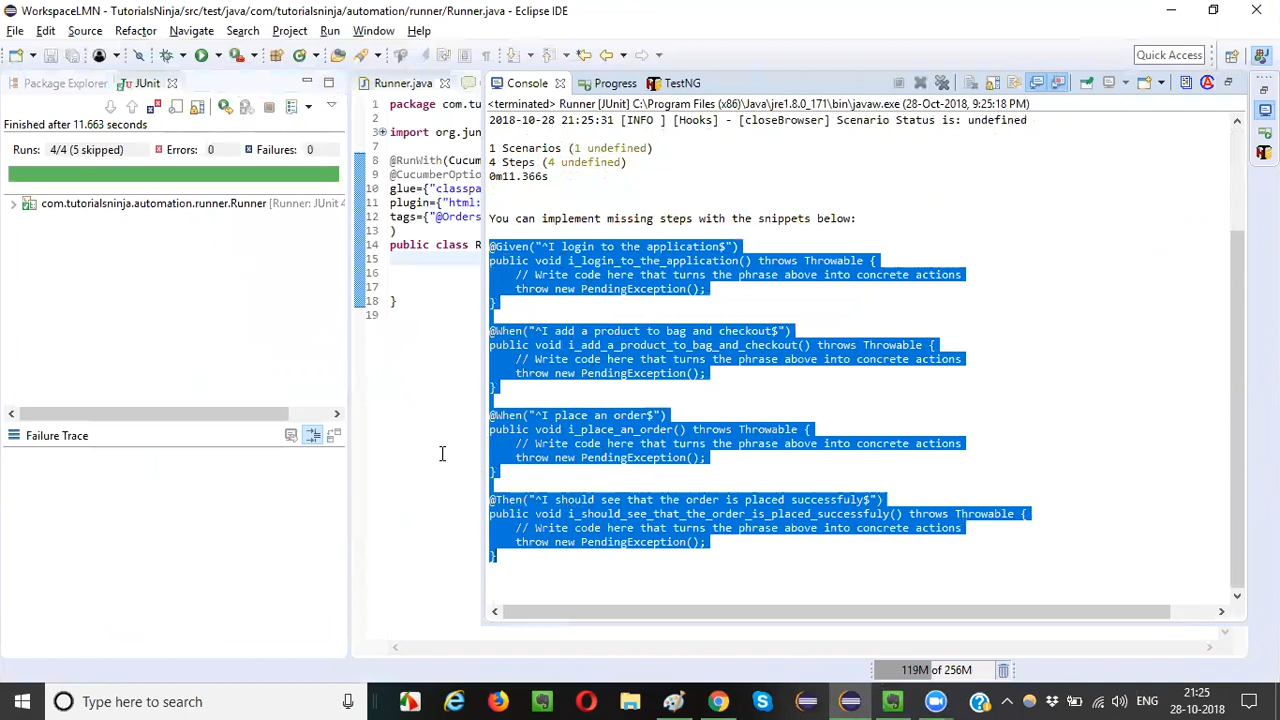 WorkspaceLMN - TutorialsNinja/src/test/java/com/tutorialsninja/automation/runner/Runner.java - Eclipse IDE
File Edit Source Refactor Navigate Search Project Run Window Help
Quick Access
Package Explorer JUnit
Finished after 11.663 seconds
Runs: 4/4 (5 skipped) Errors: 0 Failures: 0
com.tutorialsninja.automation.runner.Runner [Runner: JUnit 4
Failure Trace
Runner.java
1 package com.tu
2
3 import org.jun
7
8 @RunWith(Cucum
9 @CucumberOptio
10 glue={"classpa
11 plugin={"html:
12 tags={"@Orders
13 )
14 public class R
15
16
17
18 }
19
Console Progress TestNG
<terminated> Runner [JUnit] C:\Program Files (x86)\Java\jre1.8.0_171\bin\javaw.exe (28-Oct-2018, 9:25:18 PM)
2018-10-28 21:25:31 [INFO ] [Hooks] - [closeBrowser] Scenario Status is: undefined
1 Scenarios (1 undefined)
4 Steps (4 undefined)
0m11.366s
You can implement missing steps with the snippets below:
@Given("^I login to the application$")
public void i_login_to_the_application() throws Throwable {
// Write code here that turns the phrase above into concrete actions
throw new PendingException();
}
@When("^I add a product to bag and checkout$")
public void i_add_a_product_to_bag_and_checkout() throws Throwable {
// Write code here that turns the phrase above into concrete actions
throw new PendingException();
}
@When("^I place an order$")
public void i_place_an_order() throws Throwable {
// Write code here that turns the phrase above into concrete actions
throw new PendingException();
}
@Then("^I should see that the order is placed successfuly$")
public void i_should_see_that_the_order_is_placed_successfuly() throws Throwable {
// Write code here that turns the phrase above into concrete actions
throw new PendingException();
}
119M of 256M
Type here to search
ENG
21:25
28-10-2018